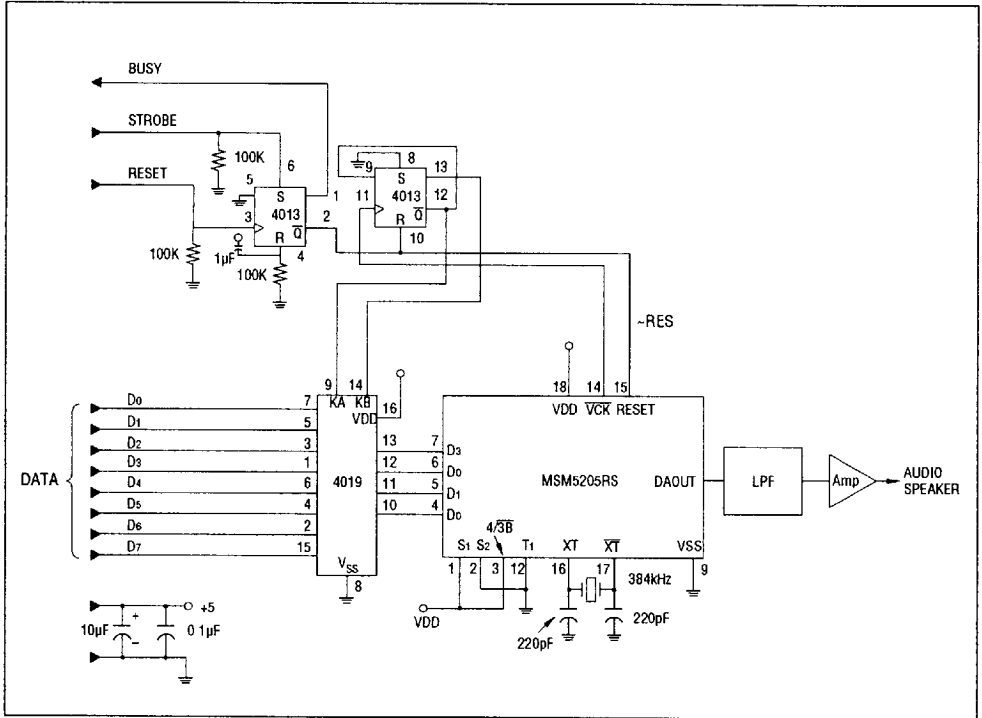 BUSY
STROBE
RESET
100K
6
5
S
4013
1
3
Q̅
2
R
4
1µF
100K
100K
9
8
13
S
4013
12
11
Q̅
R
10
~RES
9 14
KA KB
VDD
16
DATA
D0 7
D1 5
D2 3
D3 1
D4 6
D5 4
D6 2
D7 15
4019
13
12
11
10
VSS
8
18 14 15
VDD V̅C̅K̅ RESET
7 D3
6 D0
5 D1
4 D0
MSM5205RS
DAOUT
LPF
Amp
AUDIO
SPEAKER
4/3̅B̅
S1 S2 T1 XT X̅T̅ VSS
1 2 3 12 16 17 9
384kHz
VDD
220pF
220pF
+5
10µF
+
−
0 1µF